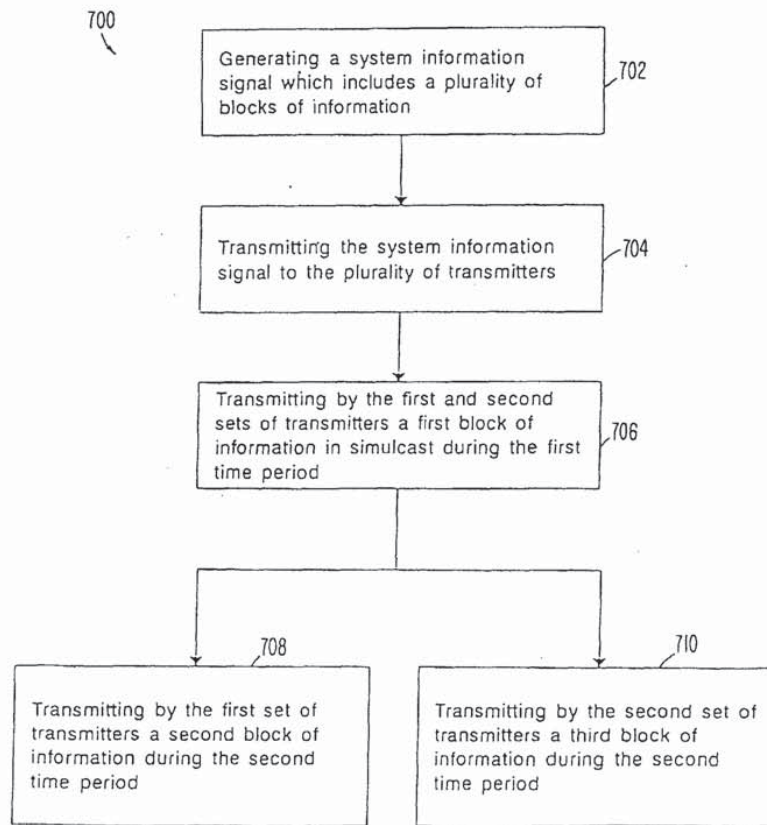 700
Generating a system information
signal which includes a plurality of
blocks of information
702
Transmitting the system information
signal to the plurality of transmitters
704
Transmitting by the first and second
sets of transmitters a first block of
information in simulcast during the first
time period
706
708
Transmitting by the first set of
transmitters a second block of
information during the second
time period
710
Transmitting by the second set of
transmitters a third block of
information during the second
time period